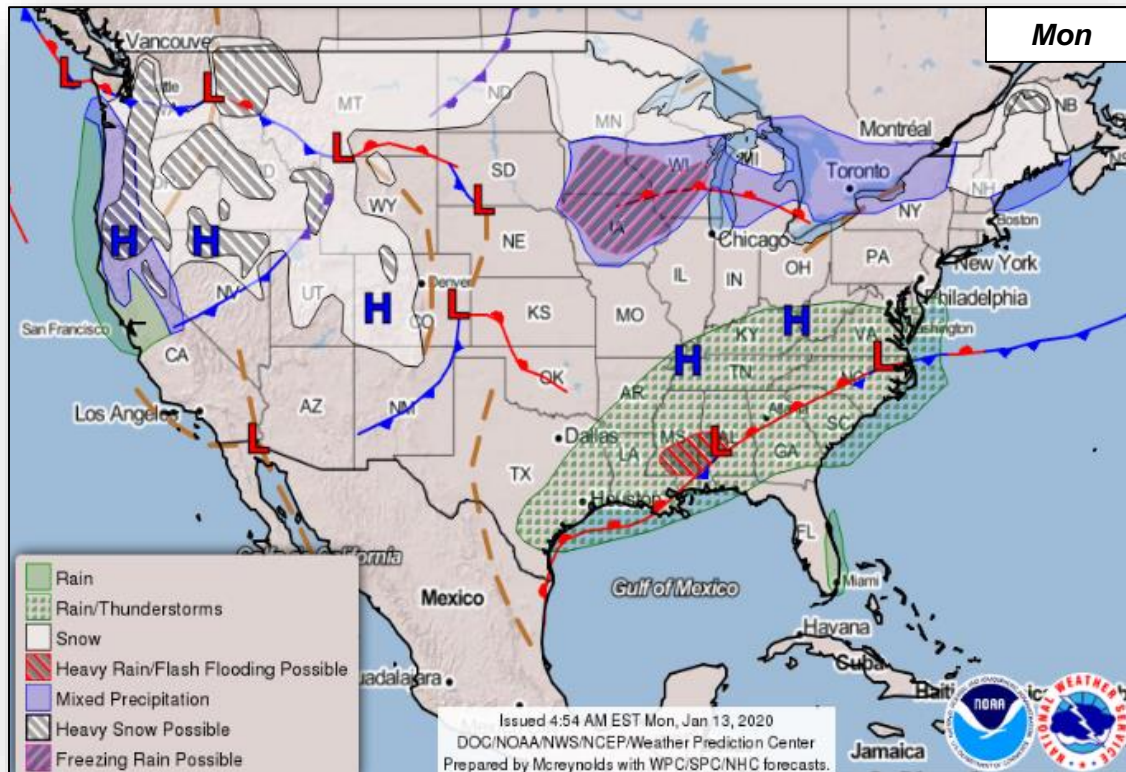 Mon
Vancouver
NB
MT
ND
MN
Montréal
L
L
L
WI
MI
Toronto
SD
L
NH
WY
L
IA
NY
Boston
H
H
NE
Chicago
PA
New York
NV
UT
Denver
IL
IN
OH
Philadelphia
H
CO
L
KS
MO
H
KY
VA
San Francisco
CA
H
TN
L
NC
AZ
NM
OK
AR
Atlanta
SC
Los Angeles
L
Dallas
MS
L
AL
GA
TX
LA
Houston
FL
Miami
Mexico
Gulf of Mexico
Havana
Cuba
Jamaica
Rain
Rain/Thunderstorms
Snow
Heavy Rain/Flash Flooding Possible
Mixed Precipitation
Heavy Snow Possible
Freezing Rain Possible
Issued 4:54 AM EST Mon, Jan 13, 2020
DOC/NOAA/NWS/NCEP/Weather Prediction Center
Prepared by Mcreynolds with WPC/SPC/NHC forecasts.
NOAA
NATIONAL WEATHER SERVICE